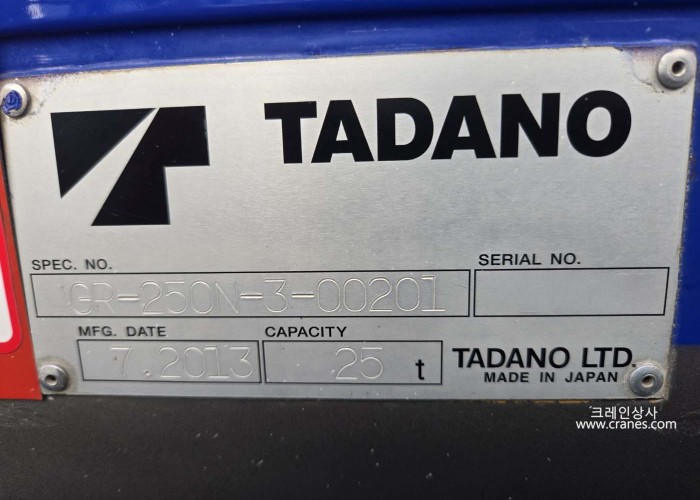 TADANO
SPEC. NO.
SERIAL NO.
GR-250N-3-00201
MFG. DATE
CAPACITY
7.2013
25 t
TADANO LTD.
MADE IN JAPAN
크레인상사
www.cranes.com